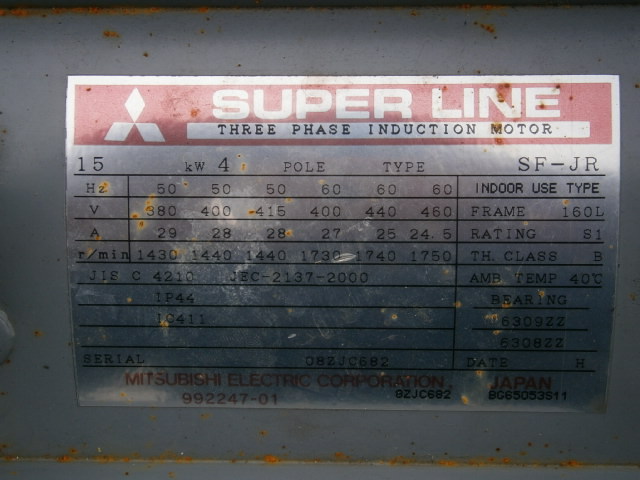 SUPER LINE
THREE PHASE INDUCTION MOTOR
15 kW 4 POLE TYPE SF-JR
Hz 50 50 50 60 60 60 INDOOR USE TYPE
V 380 400 415 400 440 460 FRAME 160L
A 29 28 28 27 25 24.5 RATING S1
r/min 1430 1440 1440 1730 1740 1750 TH.CLASS B
JIS C 4210 JEC-2137-2000 AMB.TEMP 40℃
IP44 BEARING
IC411 6309ZZ
6308ZZ
SERIAL 08ZJC682 DATE H
MITSUBISHI ELECTRIC CORPORATION, JAPAN
992247-01 8ZJC682 BG65053S11